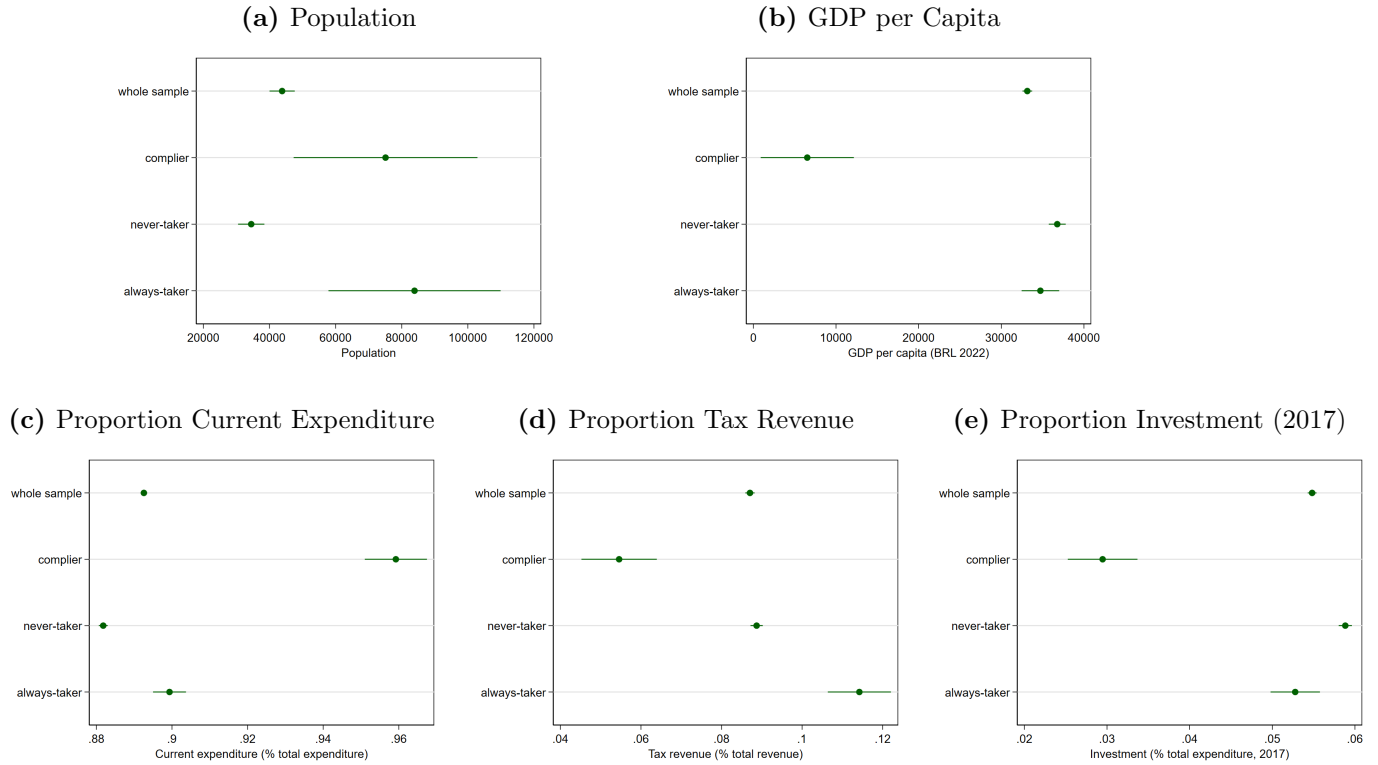 (a) Population
whole sample
complier
never-taker
always-taker
20000 40000 60000 80000 100000 120000
Population
(b) GDP per Capita
whole sample
complier
never-taker
always-taker
0 10000 20000 30000 40000
GDP per capita (BRL 2022)
(c) Proportion Current Expenditure
whole sample
complier
never-taker
always-taker
.88 .9 .92 .94 .96
Current expenditure (% total expenditure)
(d) Proportion Tax Revenue
whole sample
complier
never-taker
always-taker
.04 .06 .08 .1 .12
Tax revenue (% total revenue)
(e) Proportion Investment (2017)
whole sample
complier
never-taker
always-taker
.02 .03 .04 .05 .06
Investment (% total expenditure, 2017)